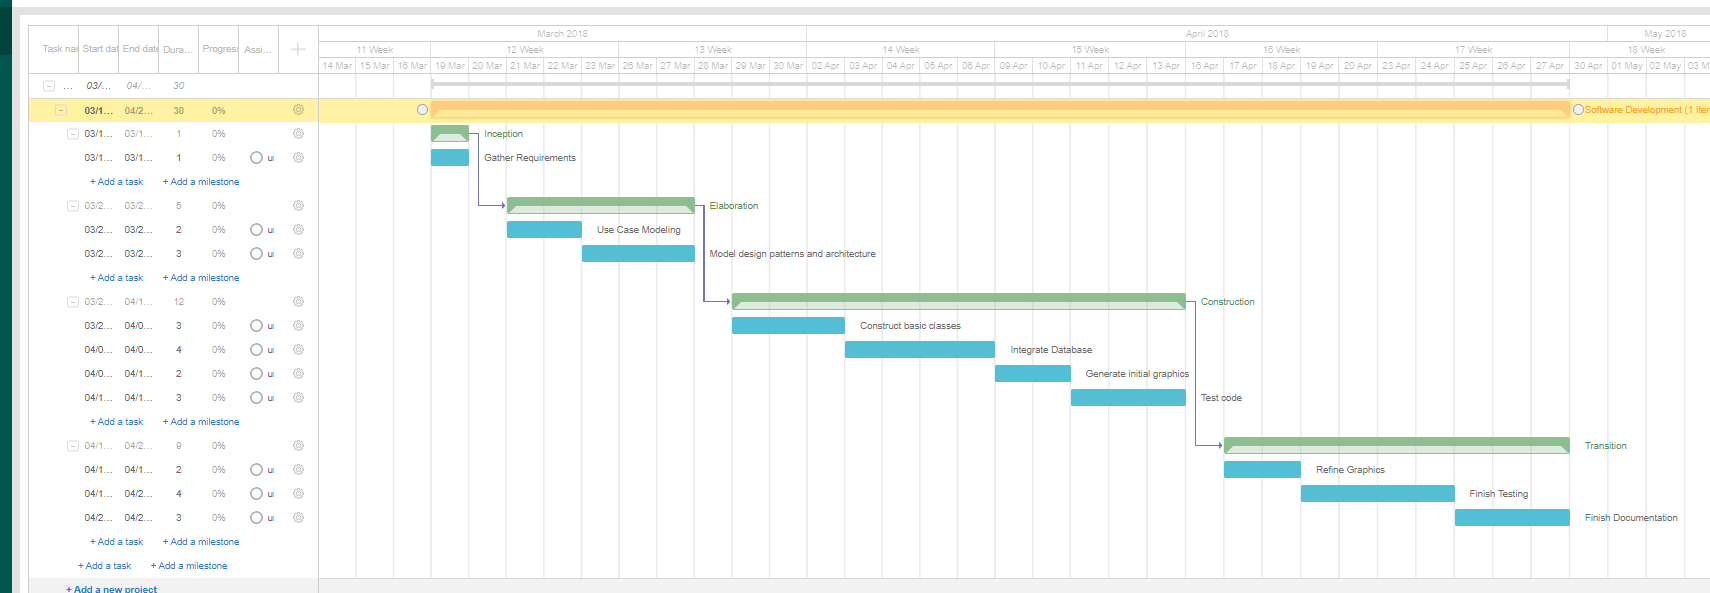 March 2018 April 2018 May 2018
Task Start End date Dura... Progress Assi...
11 Week 12 Week 13 Week 14 Week 15 Week 16 Week 17 Week 18 Week
14 Mar 15 Mar 16 Mar 19 Mar 20 Mar 21 Mar 22 Mar 23 Mar 26 Mar 27 Mar 28 Mar 29 Mar 30 Mar 02 Apr 03 Apr 04 Apr 05 Apr 06 Apr 09 Apr 10 Apr 11 Apr 12 Apr 13 Apr 16 Apr 17 Apr 18 Apr 19 Apr 20 Apr 23 Apr 24 Apr 25 Apr 26 Apr 27 Apr 30 Apr 01 May 02 May 03 M
... 03/... 04/... 30
03/1... 04/2... 30 0% Software Development (1 Iter
03/1... 03/1... 1 0% Inception
03/1... 03/1... 1 0% Gather Requirements
+ Add a task + Add a milestone
03/2... 03/2... 5 0% Elaboration
03/2... 03/2... 2 0% Use Case Modeling
03/2... 03/2... 3 0% Model design patterns and architecture
+ Add a task + Add a milestone
03/2... 04/1... 12 0% Construction
03/2... 04/0... 3 0% Construct basic classes
04/0... 04/0... 4 0% Integrate Database
04/0... 04/1... 2 0% Generate initial graphics
04/1... 04/1... 3 0% Test code
+ Add a task + Add a milestone
04/1... 04/2... 9 0% Transition
04/1... 04/1... 2 0% Refine Graphics
04/1... 04/2... 4 0% Finish Testing
04/2... 04/2... 3 0% Finish Documentation
+ Add a task + Add a milestone
+ Add a task + Add a milestone
+ Add a new project